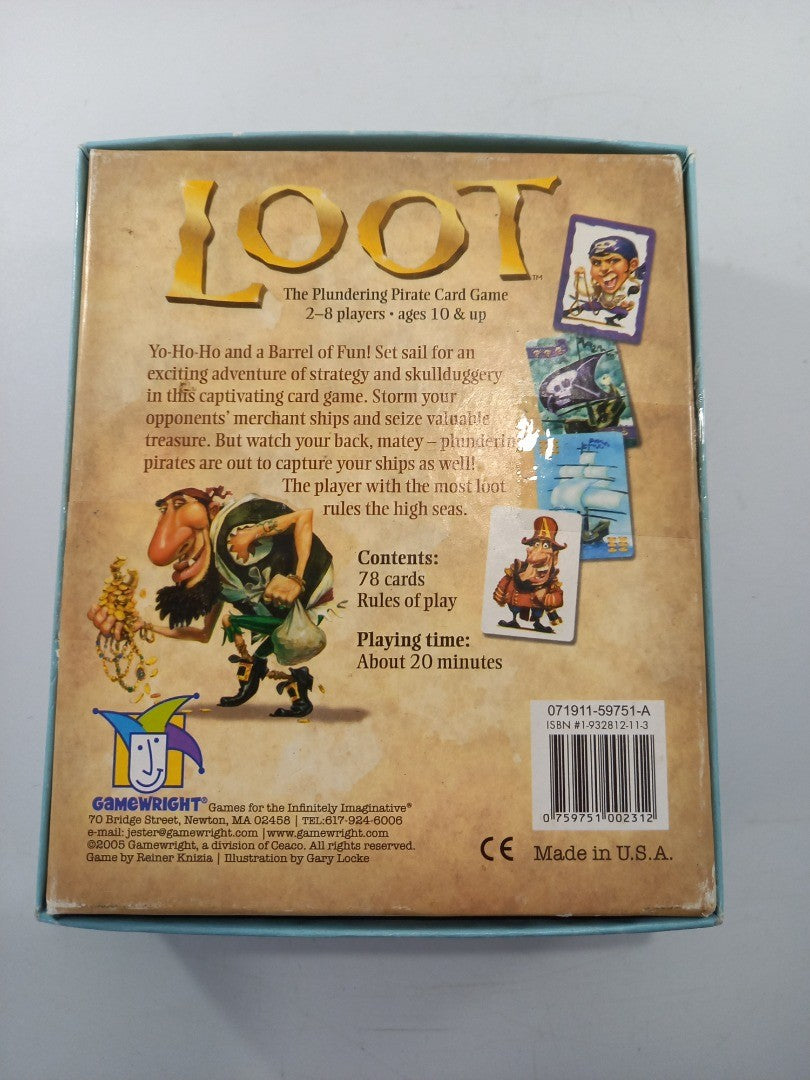 LOOT™
The Plundering Pirate Card Game
2–8 players • ages 10 & up
Yo-Ho-Ho and a Barrel of Fun! Set sail for an
exciting adventure of strategy and skullduggery
in this captivating card game. Storm your
opponents' merchant ships and seize valuable
treasure. But watch your back, matey – plunderin
pirates are out to capture your ships as well!
The player with the most loot
rules the high seas.
Contents:
78 cards
Rules of play
Playing time:
About 20 minutes
A
071911-59751-A
ISBN #1-932812-11-3
0 759751 002312
GAMEWRIGHT® Games for the Infinitely Imaginative®
70 Bridge Street, Newton, MA 02458 | TEL:617-924-6006
e-mail: jester@gamewright.com | www.gamewright.com
©2005 Gamewright, a division of Ceaco. All rights reserved.
Game by Reiner Knizia | Illustration by Gary Locke
CE Made in U.S.A.